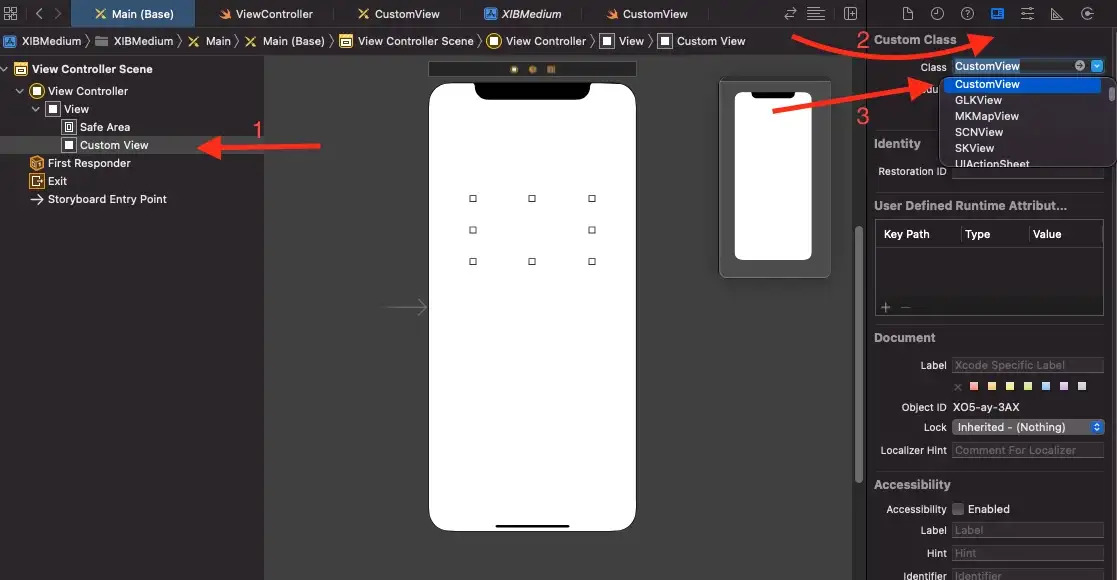 Main (Base)
ViewController
CustomView
XIBMedium
CustomView
XIBMedium
XIBMedium
Main
Main (Base)
View Controller Scene
View Controller
View
Custom View
View Controller Scene
View Controller
View
Safe Area
Custom View
First Responder
Exit
Storyboard Entry Point
1
2
3
Custom Class
Class CustomView
CustomView
GLKView
MKMapView
SCNView
SKView
UIActionSheet
Identity
Restoration ID
User Defined Runtime Attribut...
Key Path Type Value
+ −
Document
Label Xcode Specific Label
Object ID XO5-ay-3AX
Lock Inherited - (Nothing)
Localizer Hint Comment For Localizer
Accessibility
Accessibility Enabled
Label Label
Hint Hint
Identifier Identifier